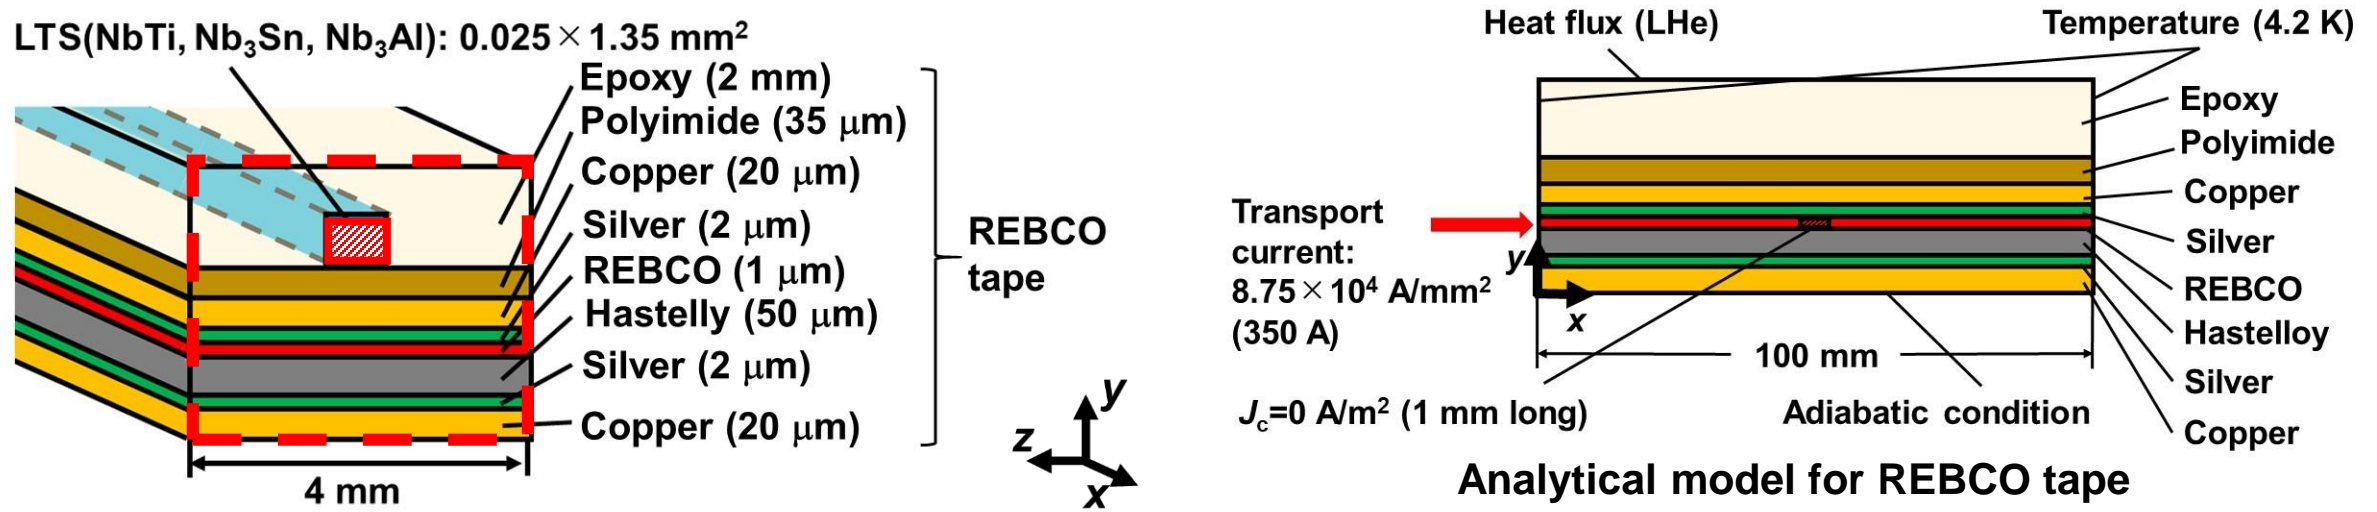 LTS(NbTi, Nb₃Sn, Nb₃Al): 0.025×1.35 mm²
Epoxy (2 mm)
Polyimide (35 μm)
Copper (20 μm)
Silver (2 μm)
REBCO (1 μm)
Hastelly (50 μm)
Silver (2 μm)
Copper (20 μm)
REBCO
tape
4 mm
y
z
x
Heat flux (LHe)
Temperature (4.2 K)
Epoxy
Polyimide
Copper
Silver
REBCO
Hastelloy
Silver
Copper
Transport
current:
8.75×10⁴ A/mm²
(350 A)
y
x
100 mm
J_c=0 A/m² (1 mm long)
Adiabatic condition
Analytical model for REBCO tape